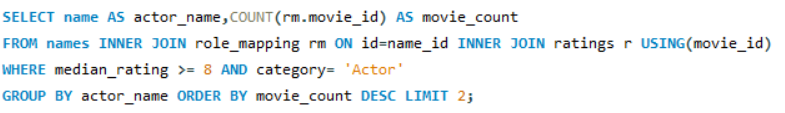 SELECT name AS actor_name,COUNT(rm.movie_id) AS movie_count
FROM names INNER JOIN role_mapping rm ON id=name_id INNER JOIN ratings r USING(movie_id)
WHERE median_rating >= 8 AND category= 'Actor'
GROUP BY actor_name ORDER BY movie_count DESC LIMIT 2;